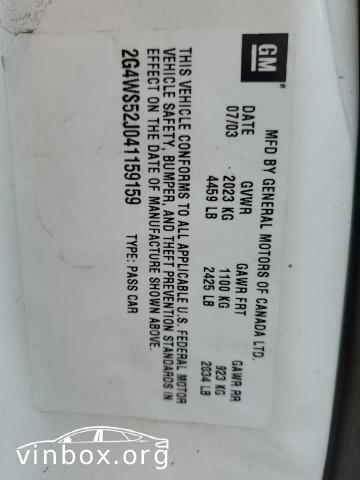 GM
MFD BY GENERAL MOTORS OF CANADA LTD.
DATE GVWR GAWR FRT GAWR RR
07/03 2023 KG 1100 KG 923 KG
4459 LB 2425 LB 2034 LB
THIS VEHICLE CONFORMS TO ALL APPLICABLE U.S. FEDERAL MOTOR
VEHICLE SAFETY, BUMPER, AND THEFT PREVENTION STANDARDS IN
EFFECT ON THE DATE OF MANUFACTURE SHOWN ABOVE.
2G4WS52J041159159 TYPE: PASS CAR
vinbox.org